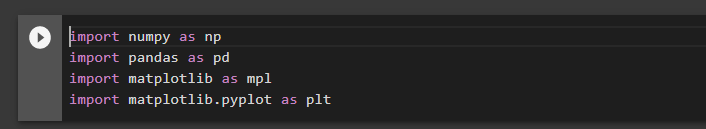 import numpy as np
import pandas as pd
import matplotlib as mpl
import matplotlib.pyplot as plt